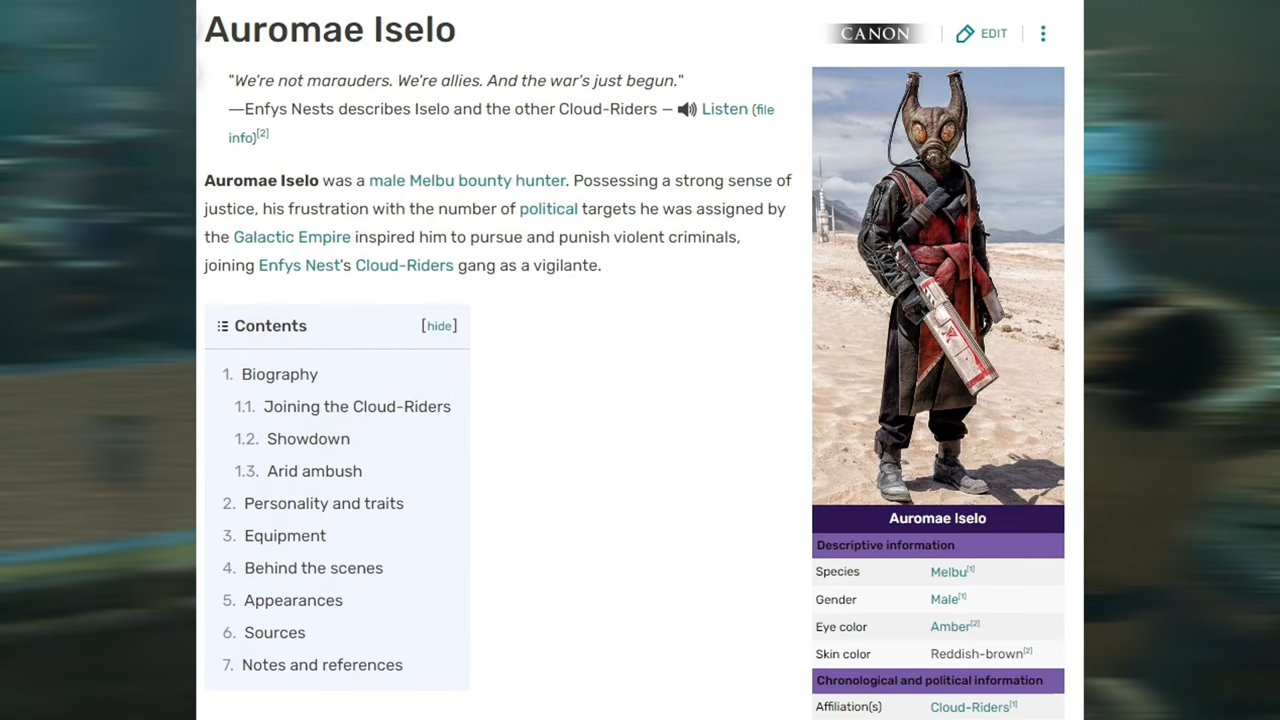 Auromae Iselo
CANON
EDIT
"We're not marauders. We're allies. And the war's just begun."
—Enfys Nests describes Iselo and the other Cloud-Riders — Listen (file
info)[2]
Auromae Iselo was a male Melbu bounty hunter. Possessing a strong sense of
justice, his frustration with the number of political targets he was assigned by
the Galactic Empire inspired him to pursue and punish violent criminals,
joining Enfys Nest's Cloud-Riders gang as a vigilante.
Contents [hide]
1. Biography
1.1. Joining the Cloud-Riders
1.2. Showdown
1.3. Arid ambush
2. Personality and traits
3. Equipment
4. Behind the scenes
5. Appearances
6. Sources
7. Notes and references
Auromae Iselo
Descriptive information
Species Melbu[1]
Gender Male[1]
Eye color Amber[2]
Skin color Reddish-brown[2]
Chronological and political information
Affiliation(s) Cloud-Riders[1]